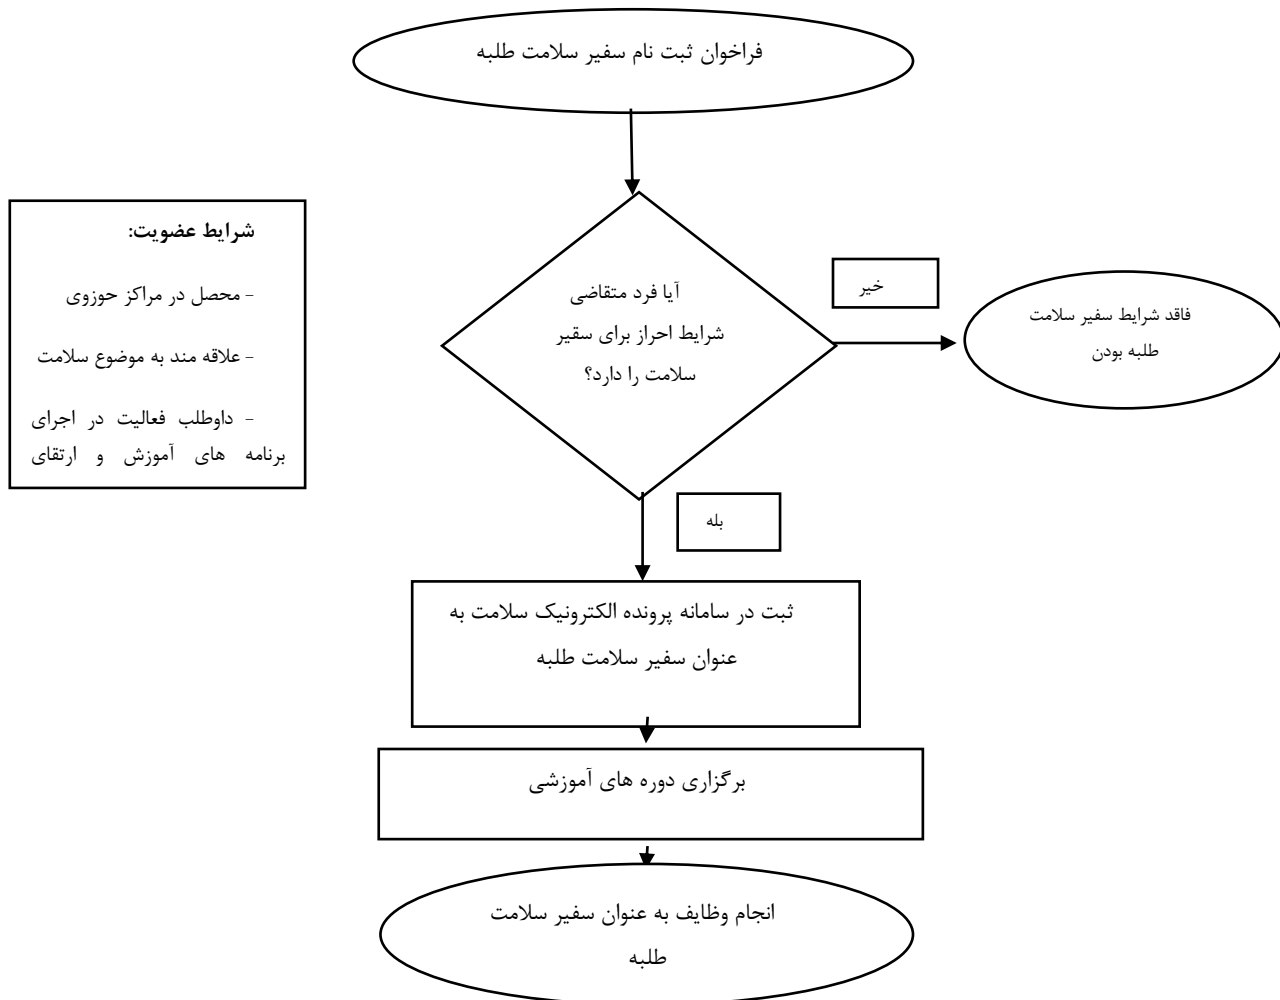 فراخوان ثبت نام سفیر سلامت طلبه
شرایط عضویت:
- محصل در مراکز حوزوی
- علاقه مند به موضوع سلامت
- داوطلب فعالیت در اجرای
برنامه های آموزش و ارتقای
آیا فرد متقاضی
شرایط احراز برای سقیر
سلامت را دارد؟
خیر
فاقد شرایط سفیر سلامت
طلبه بودن
بله
ثبت در سامانه پرونده الکترونیک سلامت به
عنوان سفیر سلامت طلبه
برگزاری دوره های آموزشی
انجام وظایف به عنوان سفیر سلامت
طلبه